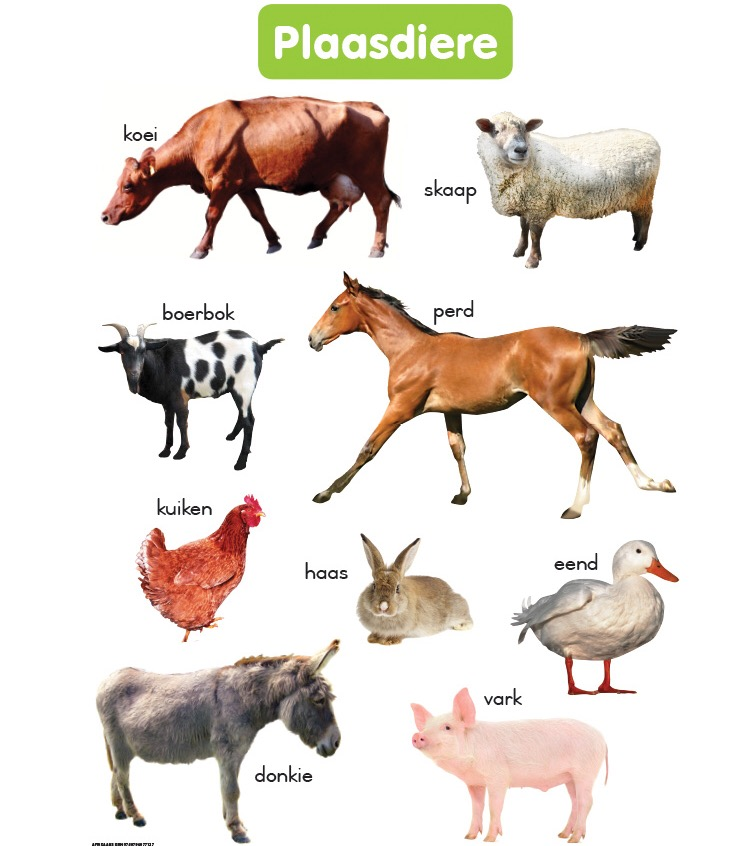 Plaasdiere
koei
skaap
boerbok
perd
kuiken
haas
eend
vark
donkie